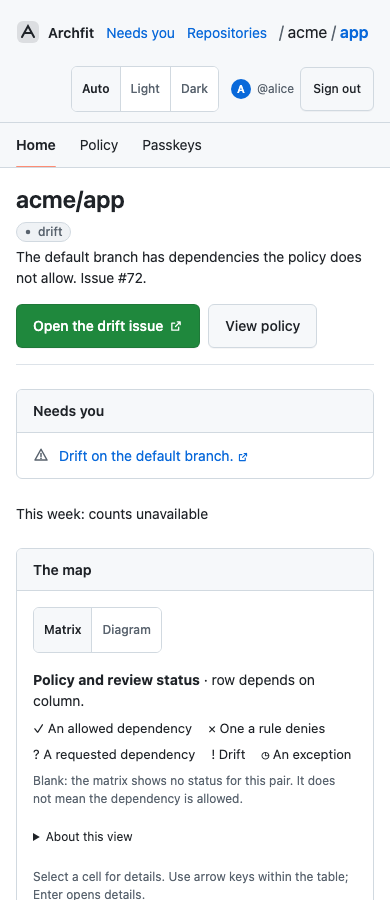 Archfit Needs you Repositories / acme / app
Auto Light Dark A @alice Sign out
Home Policy Passkeys
acme/app
• drift
The default branch has dependencies the policy does
not allow. Issue #72.
Open the drift issue View policy
Needs you
Drift on the default branch.
This week: counts unavailable
The map
Matrix Diagram
Policy and review status · row depends on
column.
✓ An allowed dependency × One a rule denies
? A requested dependency ! Drift ◷ An exception
Blank: the matrix shows no status for this pair. It does
not mean the dependency is allowed.
▶ About this view
Select a cell for details. Use arrow keys within the table;
Enter opens details.